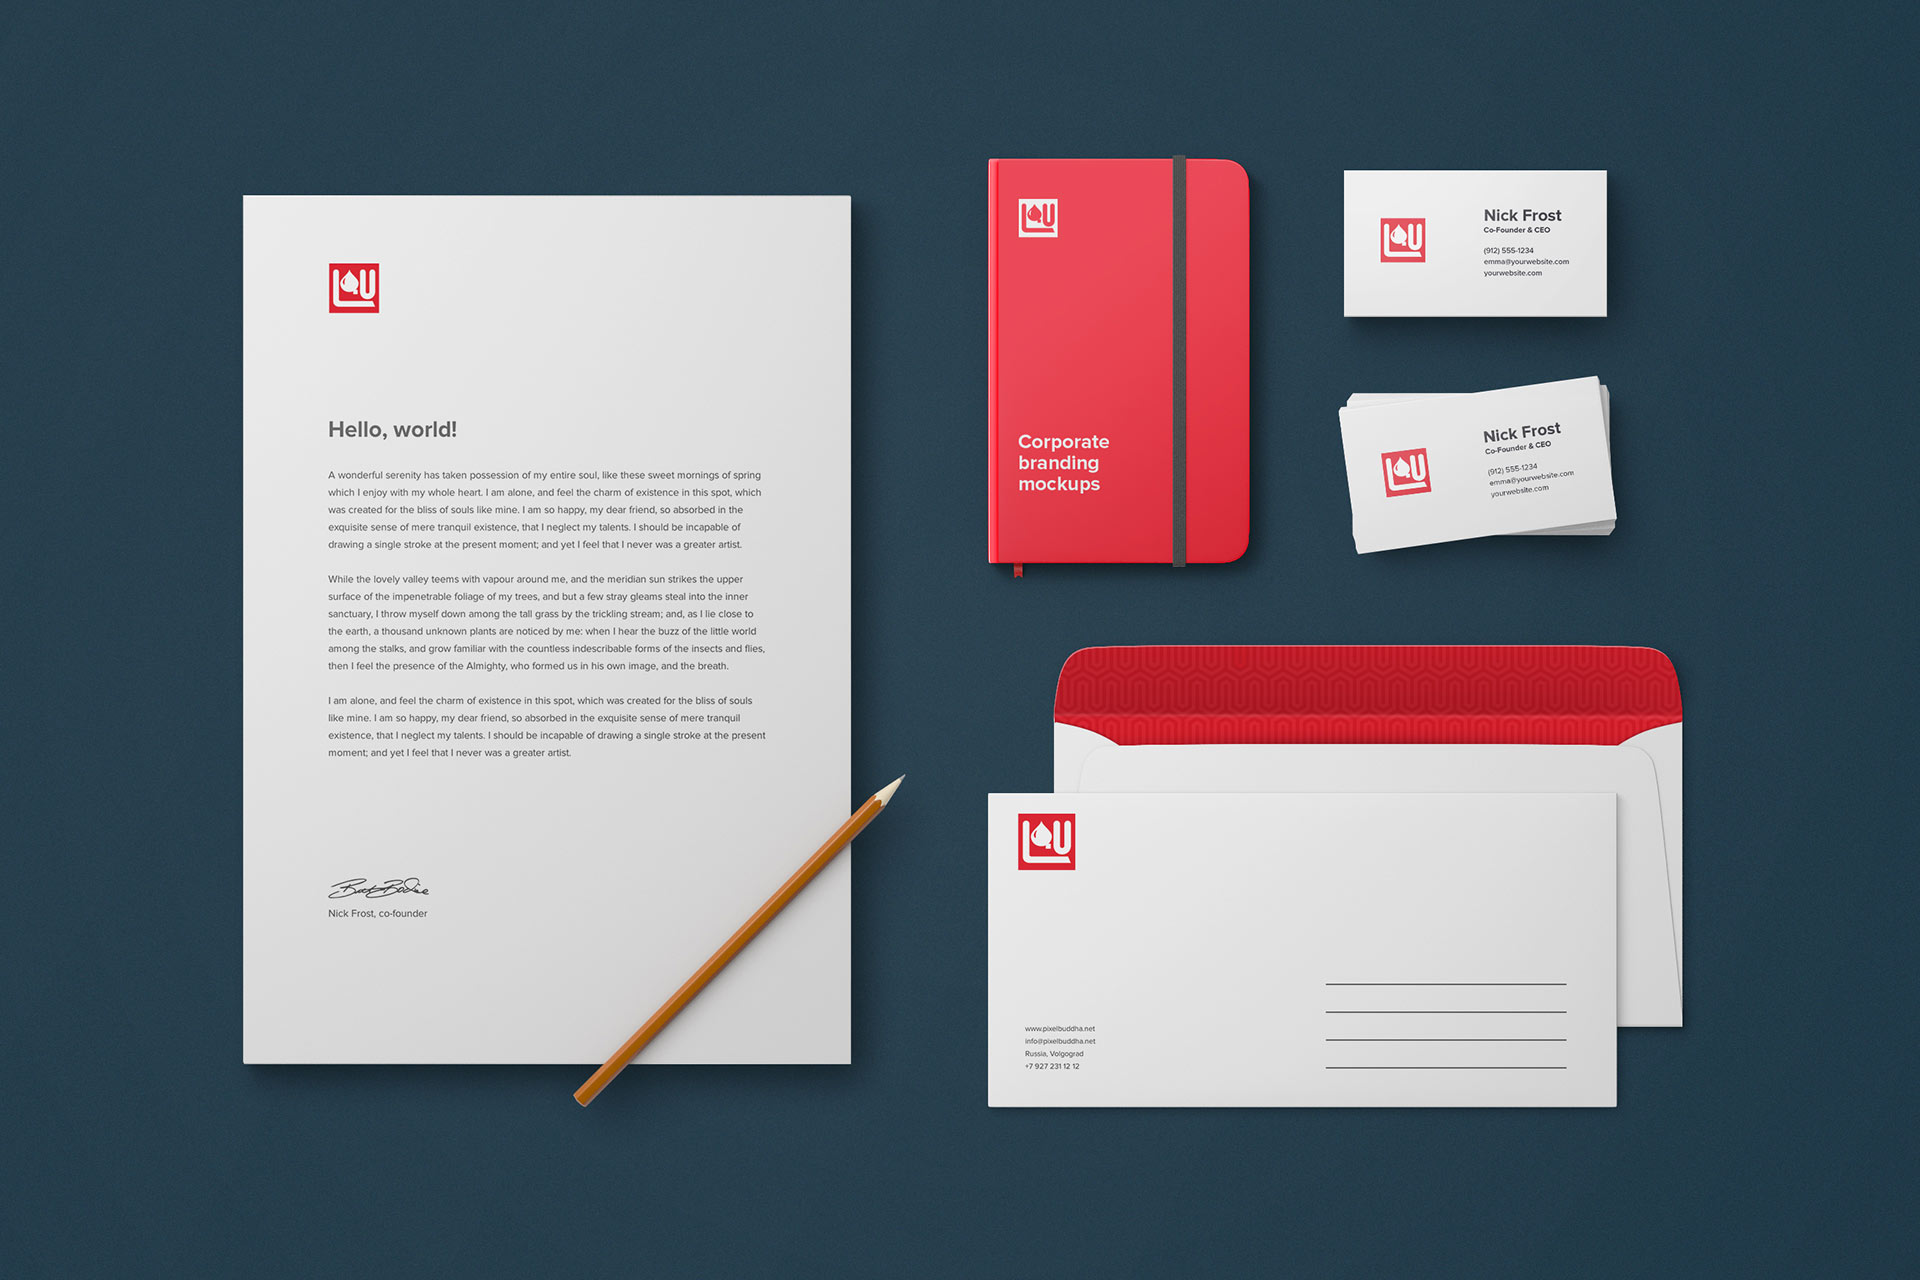 LQU
Hello, world!
A wonderful serenity has taken possession of my entire soul, like these sweet mornings of spring
which I enjoy with my whole heart. I am alone, and feel the charm of existence in this spot, which
was created for the bliss of souls like mine. I am so happy, my dear friend, so absorbed in the
exquisite sense of mere tranquil existence, that I neglect my talents. I should be incapable of
drawing a single stroke at the present moment; and yet I feel that I never was a greater artist.
While the lovely valley teems with vapour around me, and the meridian sun strikes the upper
surface of the impenetrable foliage of my trees, and but a few stray gleams steal into the inner
sanctuary, I throw myself down among the tall grass by the trickling stream; and, as I lie close to
the earth, a thousand unknown plants are noticed by me: when I hear the buzz of the little world
among the stalks, and grow familiar with the countless indescribable forms of the insects and flies,
then I feel the presence of the Almighty, who formed us in his own image, and the breath.
I am alone, and feel the charm of existence in this spot, which was created for the bliss of souls
like mine. I am so happy, my dear friend, so absorbed in the exquisite sense of mere tranquil
existence, that I neglect my talents. I should be incapable of drawing a single stroke at the present
moment; and yet I feel that I never was a greater artist.
Nick Frost, co-founder
LQU
Corporate
branding
mockups
LQU
Nick Frost
Co-Founder & CEO
(912) 555-1234
emma@yourwebsite.com
yourwebsite.com
LQU
Nick Frost
Co-Founder & CEO
(912) 555-1234
emma@yourwebsite.com
yourwebsite.com
LQU
www.pixelbuddha.net
info@pixelbuddha.net
Russia, Volgograd
+7 927 231 12 12